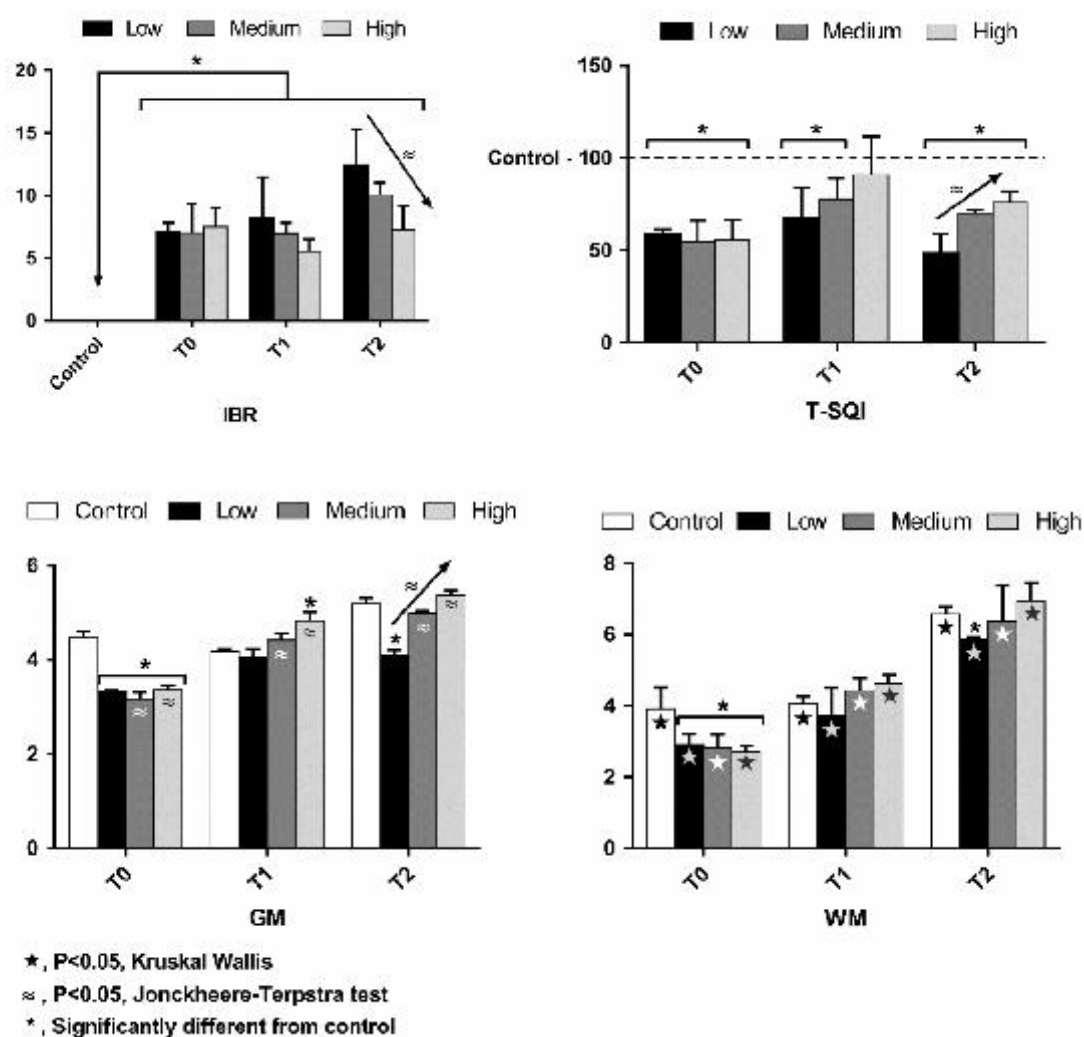 Low Medium High
20
15
10
5
0
*
≈
Control T0 T1 T2
IBR
Low Medium High
150
Control - 100
50
0
* * *
≈
T0 T1 T2
T-SQI
Control Low Medium High
6
4
2
0
* * *
≈ ≈ ≈ ≈ ≈ ≈ ≈
T0 T1 T2
GM
Control Low Medium High
8
6
4
2
0
* *
★ ★ ★ ★ ★ ★ ★ ★ ★ ★ ★ ★
T0 T1 T2
WM
★, P<0.05, Kruskal Wallis
≈, P<0.05, Jonckheere-Terpstra test
*, Significantly different from control